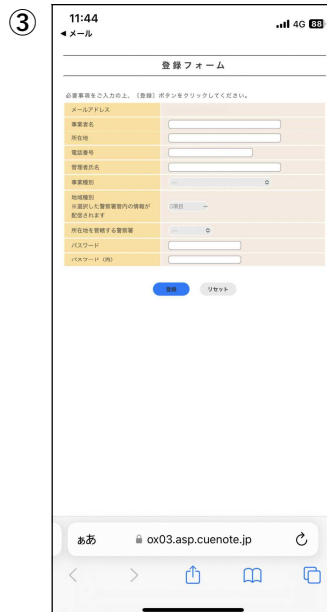 ③
11:44
4G 88
◀ メール
登録フォーム
必要事項をご入力の上、［登録］ボタンをクリックしてください。
メールアドレス
事業者名
所在地
電話番号
管理者氏名
事業種別
---
地域種別
※選択した警察署管内の情報が
配信されます
0項目
所在地を管轄する警察署
---
パスワード
パスワード（再）
登録 リセット
ぁあ ox03.asp.cuenote.jp